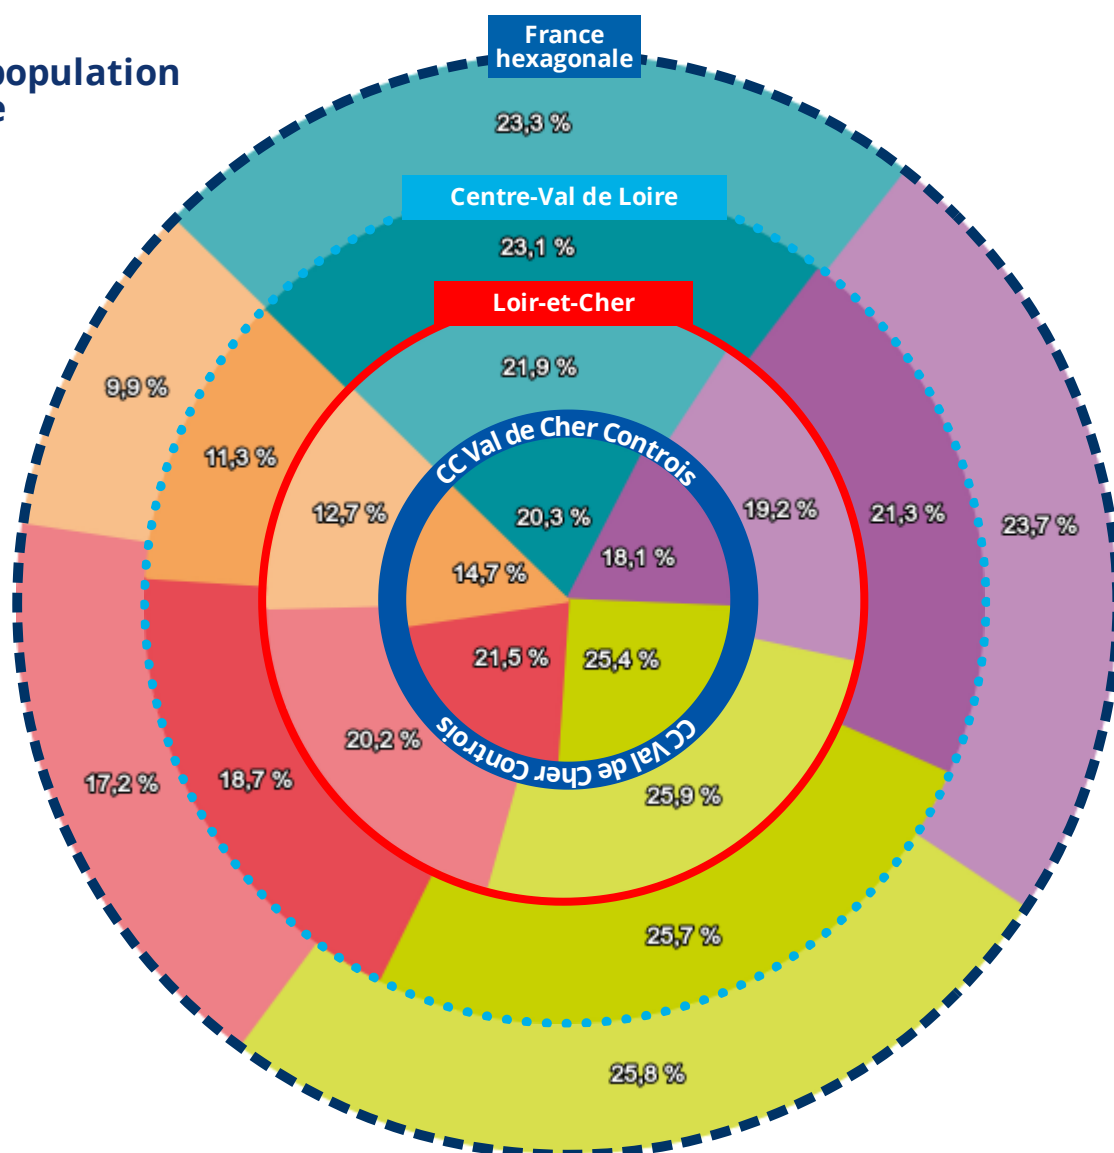 France
hexagonale
population
e
23,3 %
Centre-Val de Loire
23,1 %
Loir-et-Cher
21,9 %
9,9 %
CC Val de Cher Controis
11,3 %
12,7 %
20,3 %
19,2 %
21,3 %
23,7 %
18,1 %
14,7 %
21,5 %
25,4 %
20,2 %
CC Val de Cher Controis
17,2 %
18,7 %
25,9 %
25,7 %
25,8 %